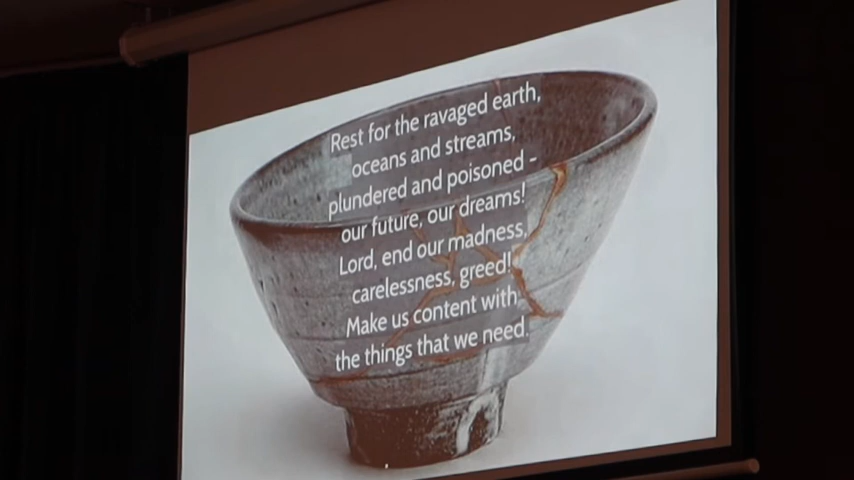 Rest for the ravaged earth,
oceans and streams,
plundered and poisoned -
our future, our dreams!
Lord, end our madness,
carelessness, greed!
Make us content with
the things that we need.